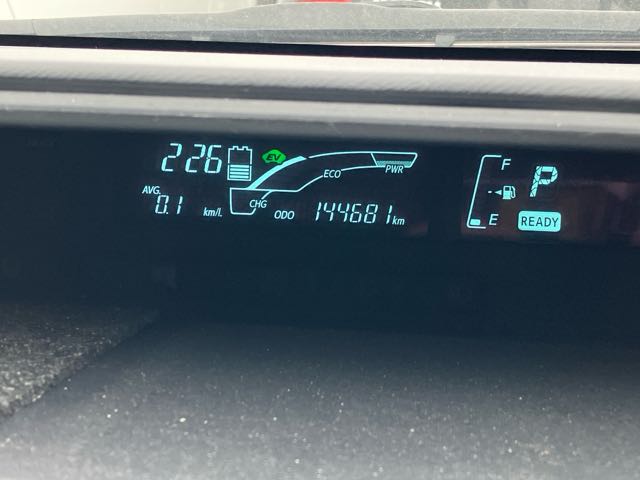 226 EV
ECO PWR
AVG. 0.1 km/L
CHG ODO 144681 km
F P
E READY